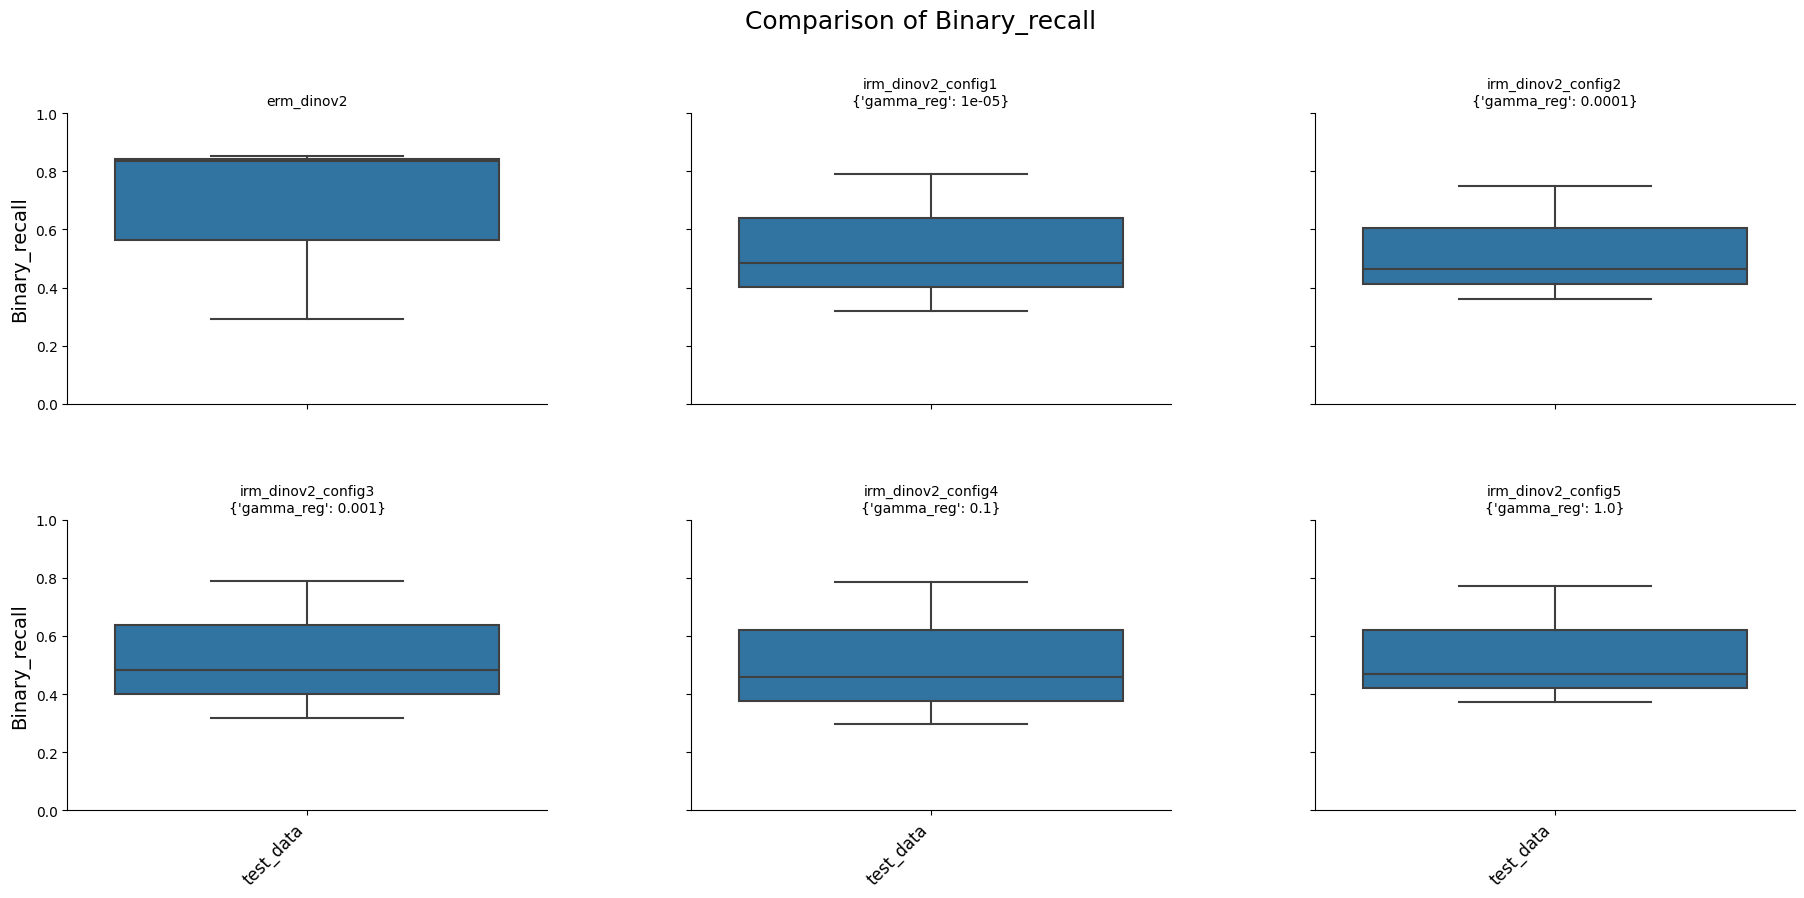 Comparison of Binary_recall
erm_dinov2
irm_dinov2_config1
{'gamma_reg': 1e-05}
irm_dinov2_config2
{'gamma_reg': 0.0001}
Binary_recall
1.0
0.8
0.6
0.4
0.2
0.0
irm_dinov2_config3
{'gamma_reg': 0.001}
irm_dinov2_config4
{'gamma_reg': 0.1}
irm_dinov2_config5
{'gamma_reg': 1.0}
Binary_recall
1.0
0.8
0.6
0.4
0.2
0.0
test_data
test_data
test_data